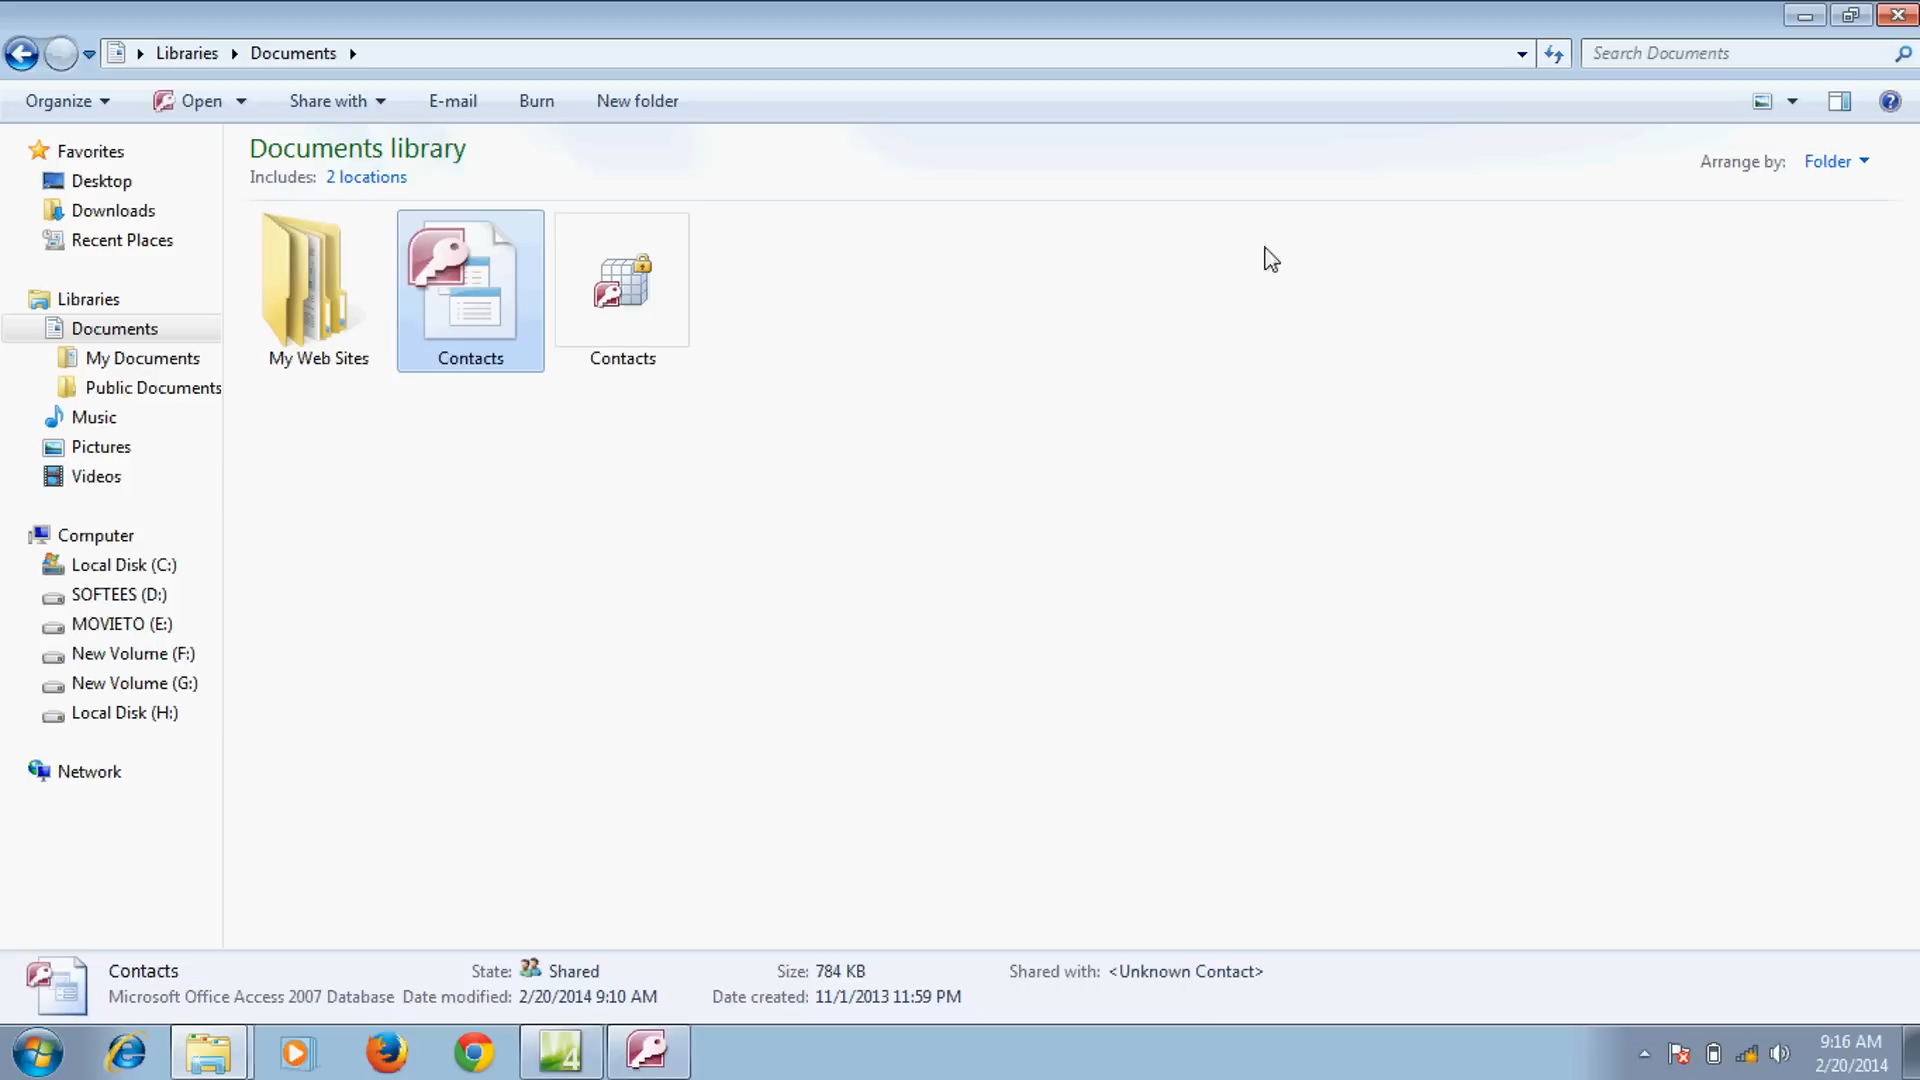 Libraries Documents
Search Documents
Organize Open Share with E-mail Burn New folder
Documents library
Includes: 2 locations
Arrange by: Folder
Favorites
Desktop
Downloads
Recent Places
Libraries
Documents
My Documents
Public Documents
Music
Pictures
Videos
Computer
Local Disk (C:)
SOFTEES (D:)
MOVIETO (E:)
New Volume (F:)
New Volume (G:)
Local Disk (H:)
Network
My Web Sites
Contacts
Contacts
Contacts State: Shared Size: 784 KB Shared with: <Unknown Contact>
Microsoft Office Access 2007 Database Date modified: 2/20/2014 9:10 AM Date created: 11/1/2013 11:59 PM
4
9:16 AM
2/20/2014